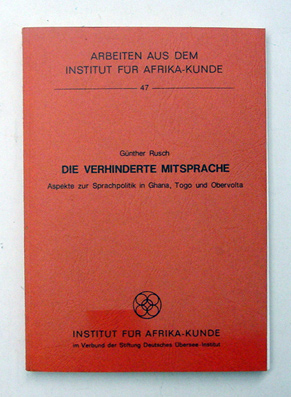 ARBEITEN AUS DEM
INSTITUT FÜR AFRIKA-KUNDE
47
Günther Rusch
DIE VERHINDERTE MITSPRACHE
Aspekte zur Sprachpolitik in Ghana, Togo und Obervolta
INSTITUT FÜR AFRIKA-KUNDE
im Verbund der Stiftung Deutsches Übersee-Institut